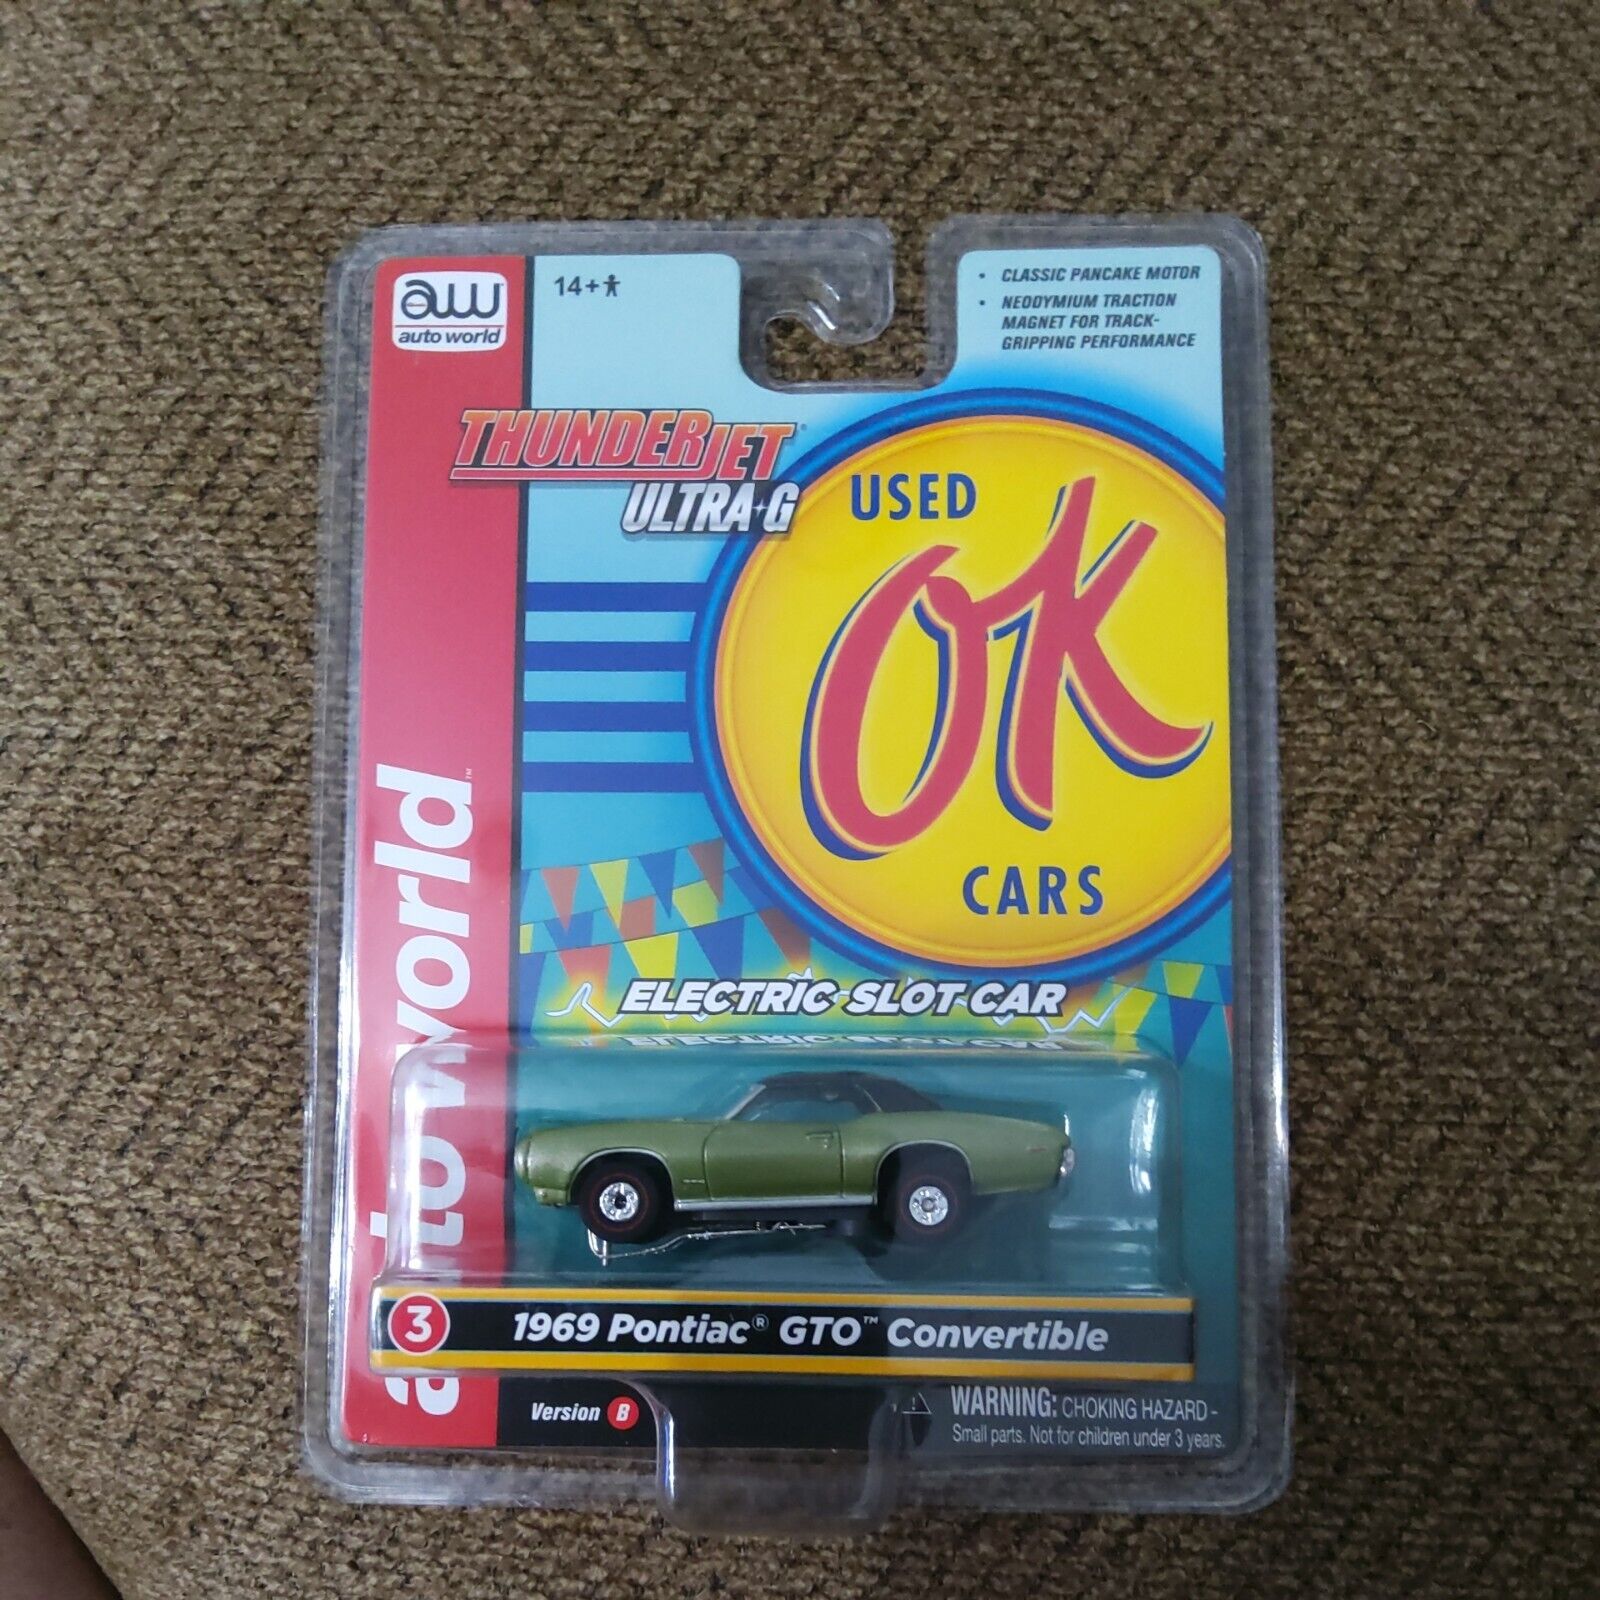 aw
auto world
14+
• CLASSIC PANCAKE MOTOR
• NEODYMIUM TRACTION
MAGNET FOR TRACK-
GRIPPING PERFORMANCE
THUNDERJET®
ULTRA-G
USED
OK
CARS
auto world™
ELECTRIC SLOT CAR
3
1969 Pontiac® GTO™ Convertible
Version B
WARNING: CHOKING HAZARD -
Small parts. Not for children under 3 years.